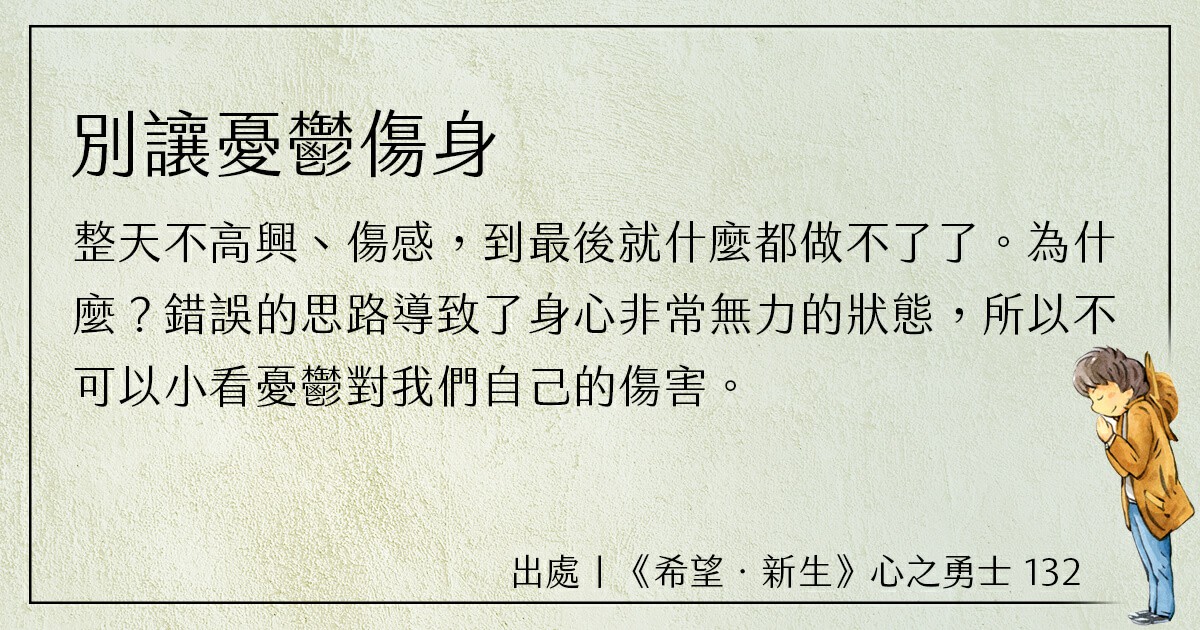 別讓憂鬱傷身
整天不高興、傷感，到最後就什麼都做不了了。為什
麼？錯誤的思路導致了身心非常無力的狀態，所以不
可以小看憂鬱對我們自己的傷害。
出處｜《希望．新生》心之勇士 132